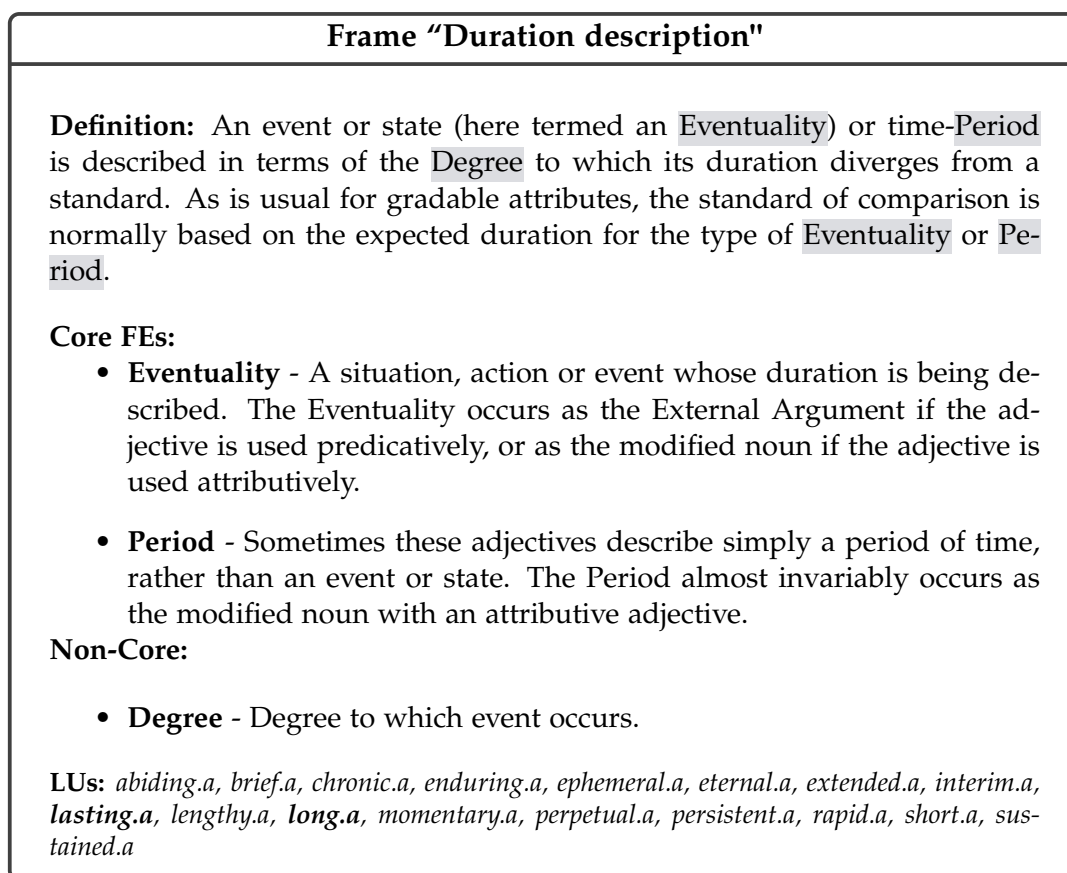 Frame “Duration description"
Definition: An event or state (here termed an Eventuality) or time-Period
is described in terms of the Degree to which its duration diverges from a
standard. As is usual for gradable attributes, the standard of comparison is
normally based on the expected duration for the type of Eventuality or Pe-
riod.
Core FEs:
• Eventuality - A situation, action or event whose duration is being de-
scribed. The Eventuality occurs as the External Argument if the ad-
jective is used predicatively, or as the modified noun if the adjective is
used attributively.
• Period - Sometimes these adjectives describe simply a period of time,
rather than an event or state. The Period almost invariably occurs as
the modified noun with an attributive adjective.
Non-Core:
• Degree - Degree to which event occurs.
LUs: abiding.a, brief.a, chronic.a, enduring.a, ephemeral.a, eternal.a, extended.a, interim.a,
lasting.a, lengthy.a, long.a, momentary.a, perpetual.a, persistent.a, rapid.a, short.a, sus-
tained.a